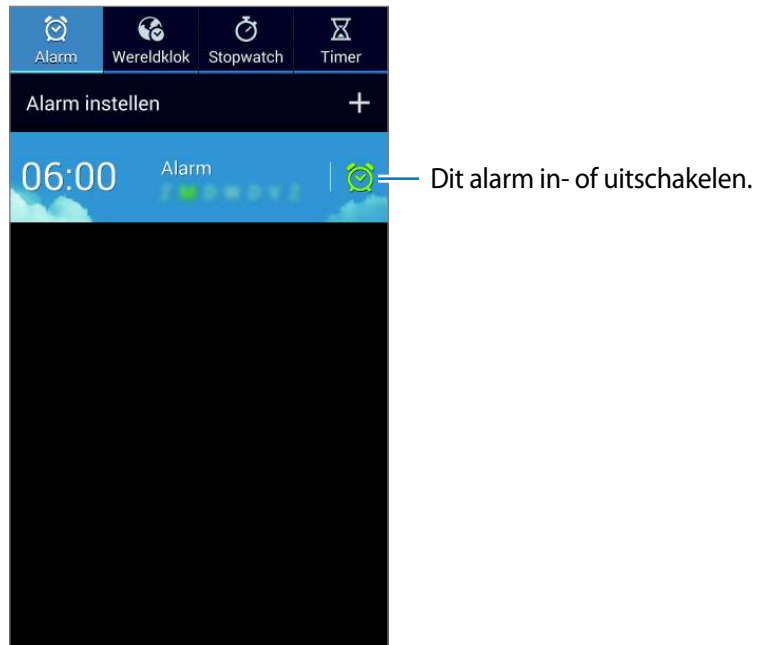 Alarm Wereldklok Stopwatch Timer
Alarm instellen
06:00 Alarm
Dit alarm in- of uitschakelen.